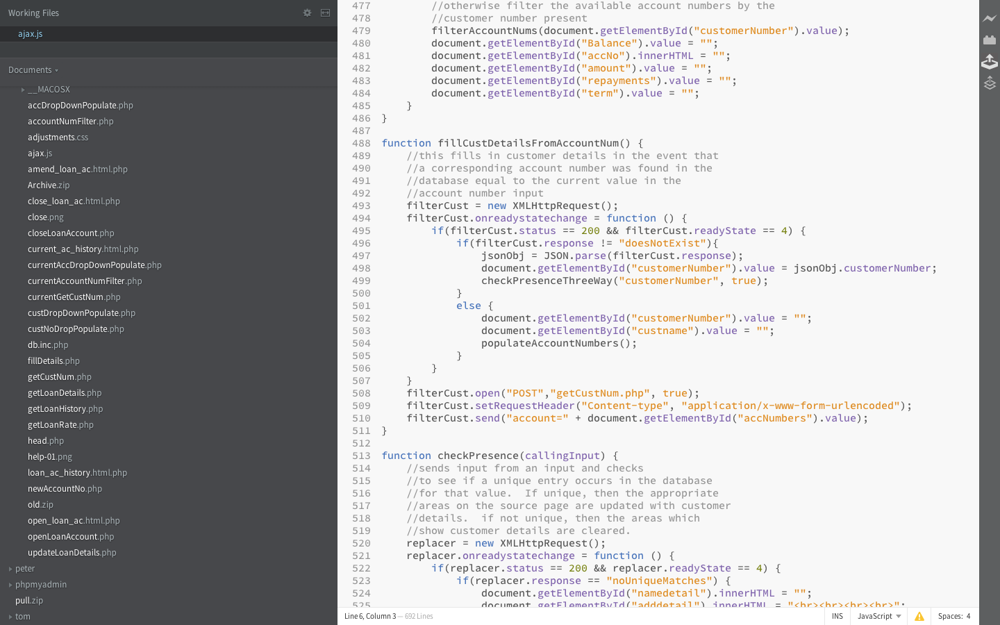 Working Files
ajax.js
Documents
__MACOSX
accDropDownPopulate.php
accountNumFilter.php
adjustments.css
ajax.js
amend_loan_ac.html.php
Archive.zip
close_loan_ac.html.php
close.png
closeLoanAccount.php
current_ac_history.html.php
currentAccDropDownPopulate.php
currentAccountNumFilter.php
currentGetCustNum.php
custDropDownPopulate.php
custNoDropPopulate.php
db.inc.php
fillDetails.php
getCustNum.php
getLoanDetails.php
getLoanHistory.php
getLoanRate.php
head.php
help-01.png
loan_ac_history.html.php
newAccountNo.php
old.zip
open_loan_ac.html.php
openLoanAccount.php
updateLoanDetails.php
peter
phpmyadmin
pull.zip
tom
477 //otherwise filter the available account numbers by the
478 //customer number present
479 filterAccountNums(document.getElementById("customerNumber").value);
480 document.getElementById("Balance").value = "";
481 document.getElementById("accNo").innerHTML = "";
482 document.getElementById("amount").value = "";
483 document.getElementById("repayments").value = "";
484 document.getElementById("term").value = "";
485 }
486 }
487
488 function fillCustDetailsFromAccountNum() {
489 //this fills in customer details in the event that
490 //a corresponding account number was found in the
491 //database equal to the current value in the
492 //account number input
493 filterCust = new XMLHttpRequest();
494 filterCust.onreadystatechange = function () {
495 if(filterCust.status == 200 && filterCust.readyState == 4) {
496 if(filterCust.response != "doesNotExist"){
497 jsonObj = JSON.parse(filterCust.response);
498 document.getElementById("customerNumber").value = jsonObj.customerNumber;
499 checkPresenceThreeWay("customerNumber", true);
500 }
501 else {
502 document.getElementById("customerNumber").value = "";
503 document.getElementById("custname").value = "";
504 populateAccountNumbers();
505 }
506 }
507 }
508 filterCust.open("POST","getCustNum.php", true);
509 filterCust.setRequestHeader("Content-type", "application/x-www-form-urlencoded");
510 filterCust.send("account=" + document.getElementById("accNumbers").value);
511 }
512
513 function checkPresence(callingInput) {
514 //sends input from an input and checks
515 //to see if a unique entry occurs in the database
516 //for that value.  If unique, then the appropriate
517 //areas on the source page are updated with customer
518 //details.  if not unique, then the areas which
519 //show customer details are cleared.
520 replacer = new XMLHttpRequest();
521 replacer.onreadystatechange = function () {
522 if(replacer.status == 200 && replacer.readyState == 4) {
523 if(replacer.response == "noUniqueMatches") {
524 document.getElementById("namedetail").innerHTML = "";
525 document.getElementById("adddetail").innerHTML = "<br><br><br><br>";
Line 6, Column 3 — 692 Lines
INS
JavaScript
Spaces: 4